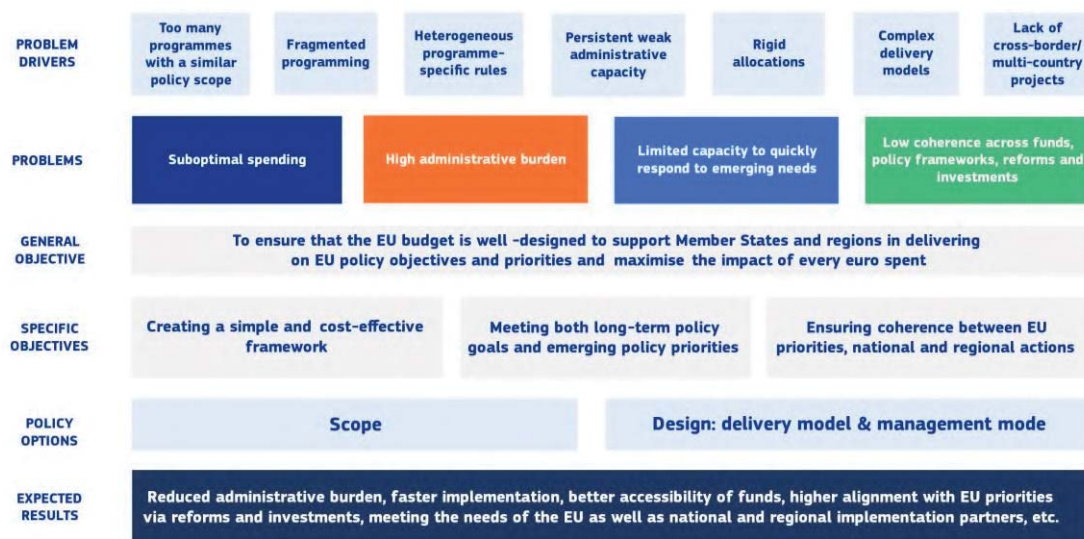 PROBLEM
DRIVERS
Too many
programmes
with a similar
policy scope
Fragmented
programming
Heterogeneous
programme-
specific rules
Persistent weak
administrative
capacity
Rigid
allocations
Complex
delivery
models
Lack of
cross-border/
multi-country
projects
PROBLEMS
Suboptimal spending
High administrative burden
Limited capacity to quickly
respond to emerging needs
Low coherence across funds,
policy frameworks, reforms and
investments
GENERAL
OBJECTIVE
To ensure that the EU budget is well -designed to support Member States and regions in delivering
on EU policy objectives and priorities and maximise the impact of every euro spent
SPECIFIC
OBJECTIVES
Creating a simple and cost-effective
framework
Meeting both long-term policy
goals and emerging policy priorities
Ensuring coherence between EU
priorities, national and regional actions
POLICY
OPTIONS
Scope
Design: delivery model & management mode
EXPECTED
RESULTS
Reduced administrative burden, faster implementation, better accessibility of funds, higher alignment with EU priorities
via reforms and investments, meeting the needs of the EU as well as national and regional implementation partners, etc.